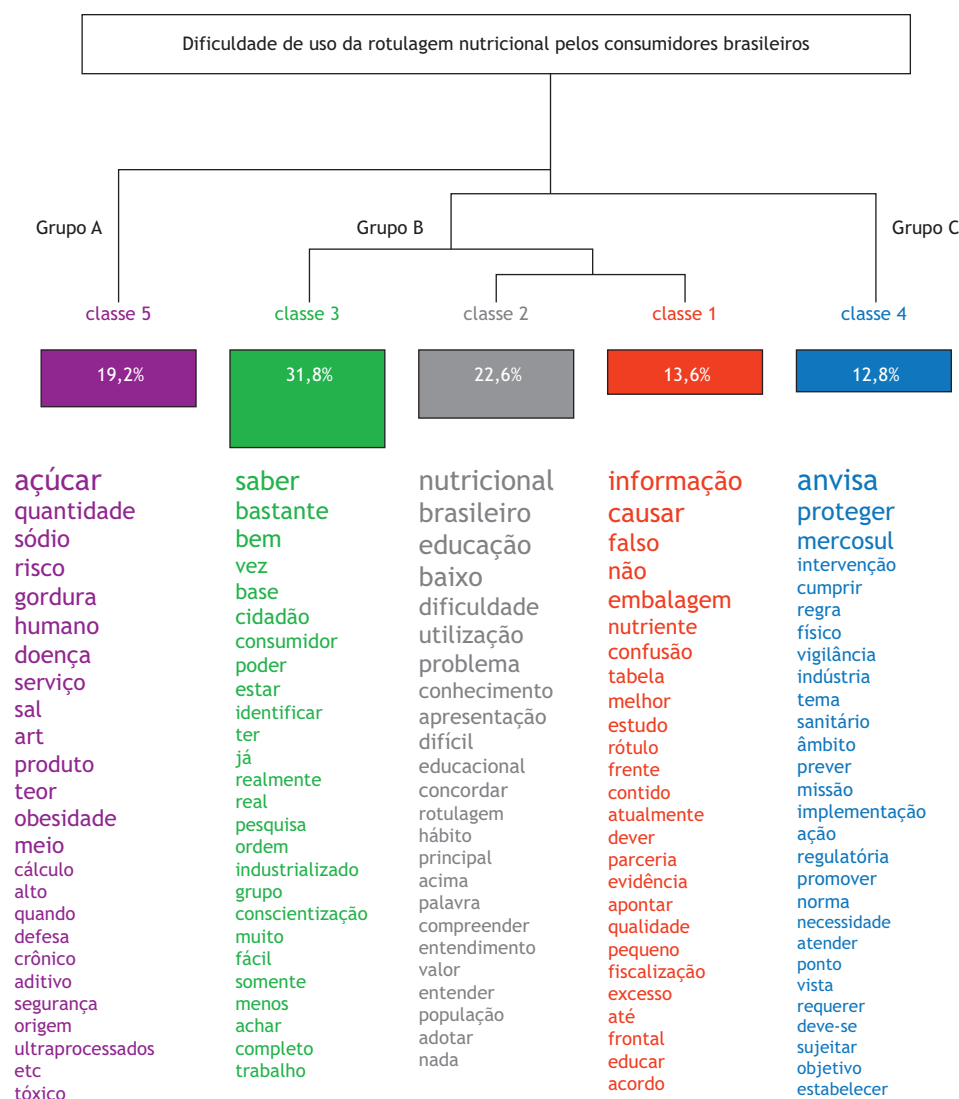 Dificuldade de uso da rotulagem nutricional pelos consumidores brasileiros
Grupo A
Grupo B
Grupo C
classe 5
classe 3
classe 2
classe 1
classe 4
19,2%
31,8%
22,6%
13,6%
12,8%
açúcar
quantidade
sódio
risco
gordura
humano
doença
serviço
sal
art
produto
teor
obesidade
meio
cálculo
alto
quando
defesa
crônico
aditivo
segurança
origem
ultraprocessados
etc
tóxico
saber
bastante
bem
vez
base
cidadão
consumidor
poder
estar
identificar
ter
já
realmente
real
pesquisa
ordem
industrializado
grupo
conscientização
muito
fácil
somente
menos
achar
completo
trabalho
nutricional
brasileiro
educação
baixo
dificuldade
utilização
problema
conhecimento
apresentação
difícil
educacional
concordar
rotulagem
hábito
principal
acima
palavra
compreender
entendimento
valor
entender
população
adotar
nada
informação
causar
falso
não
embalagem
nutriente
confusão
tabela
melhor
estudo
rótulo
frente
contido
atualmente
dever
parceria
evidência
apontar
qualidade
pequeno
fiscalização
excesso
até
frontal
educar
acordo
anvisa
proteger
mercosul
intervenção
cumprir
regra
físico
vigilância
indústria
tema
sanitário
âmbito
prever
missão
implementação
ação
regulatória
promover
norma
necessidade
atender
ponto
vista
requerer
deve-se
sujeitar
objetivo
estabelecer